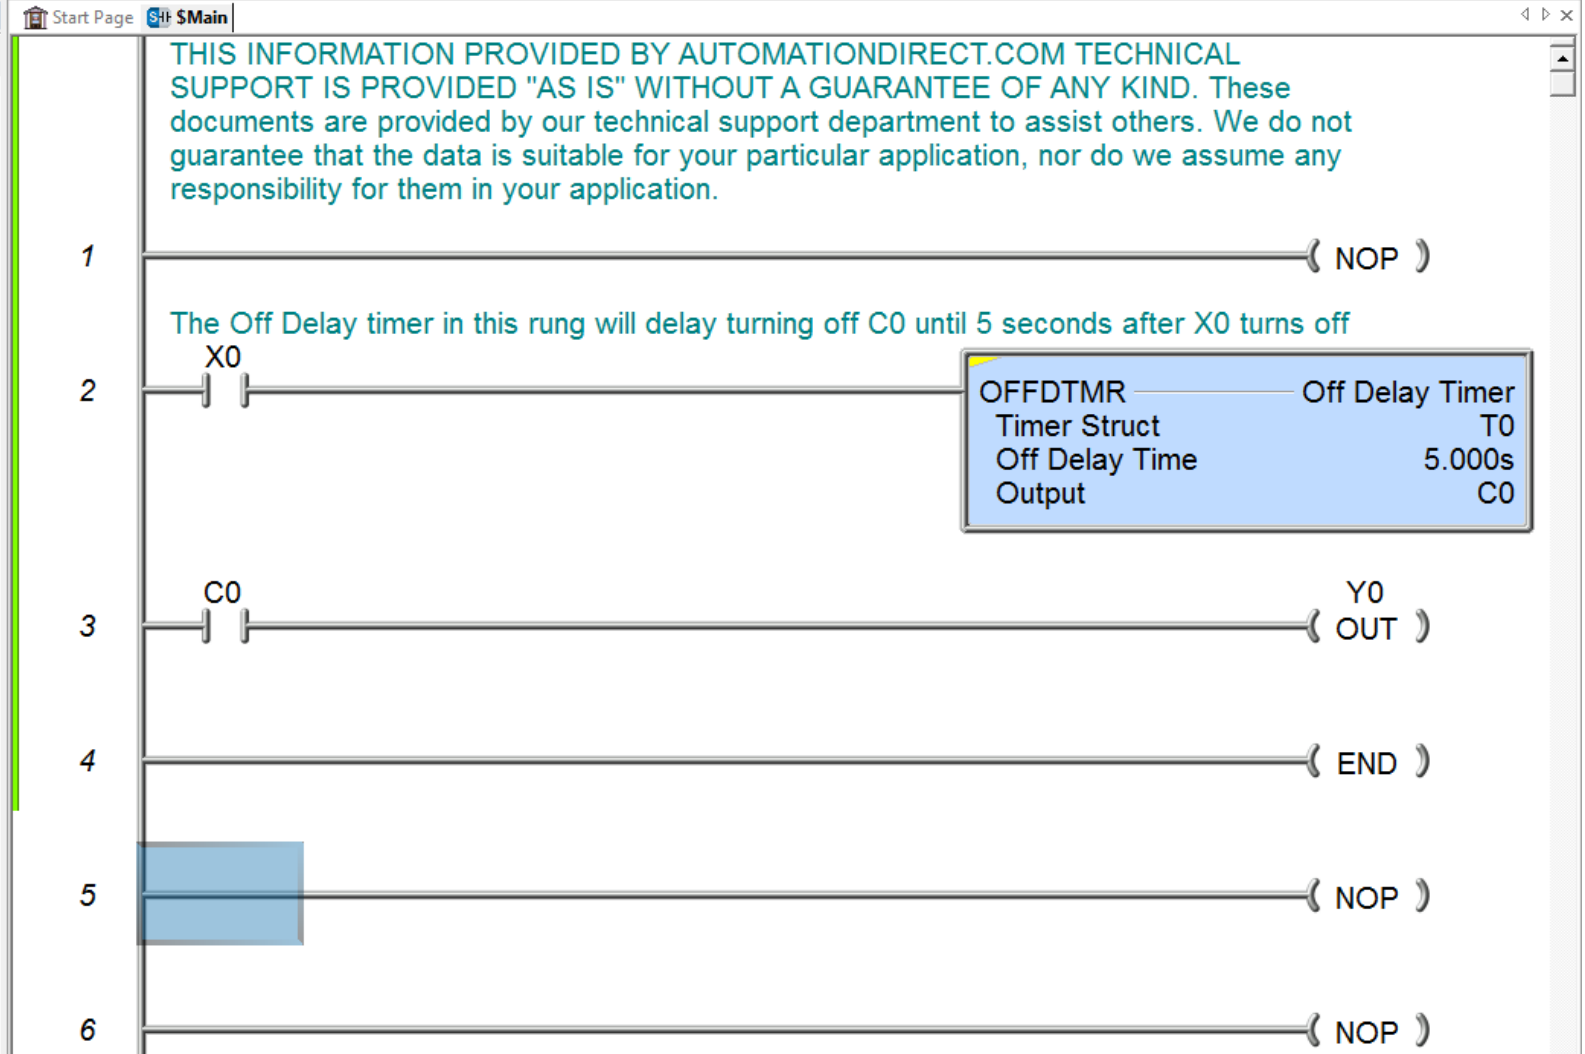 Start Page $Main
THIS INFORMATION PROVIDED BY AUTOMATIONDIRECT.COM TECHNICAL
SUPPORT IS PROVIDED "AS IS" WITHOUT A GUARANTEE OF ANY KIND. These
documents are provided by our technical support department to assist others. We do not
guarantee that the data is suitable for your particular application, nor do we assume any
responsibility for them in your application.
1 NOP
The Off Delay timer in this rung will delay turning off C0 until 5 seconds after X0 turns off
X0
2 OFFDTMR Off Delay Timer
Timer Struct T0
Off Delay Time 5.000s
Output C0
C0 Y0
3 OUT
4 END
5 NOP
6 NOP